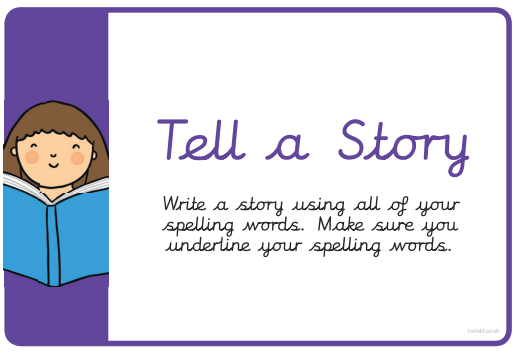 Tell a Story
Write a story using all of your
spelling words. Make sure you
underline your spelling words.
twinkl.co.uk